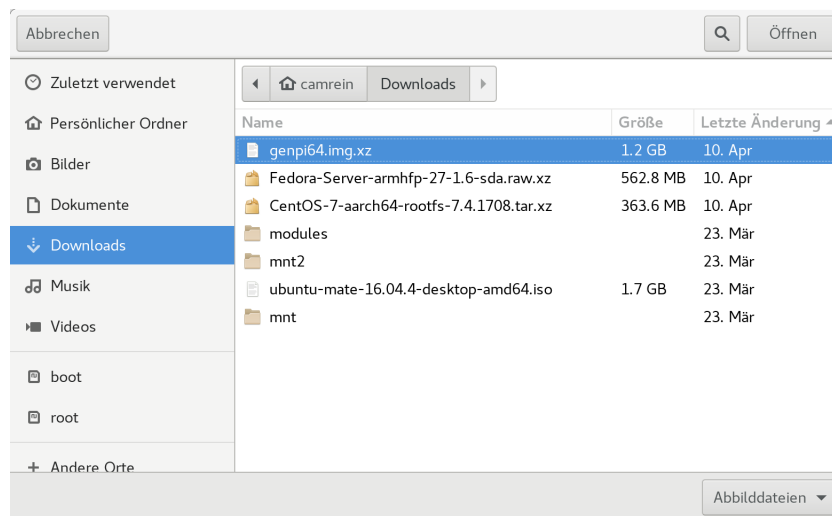 Abbrechen
Öffnen
Zuletzt verwendet
Persönlicher Ordner
Bilder
Dokumente
Downloads
Musik
Videos
boot
root
Andere Orte
camrein Downloads
Name Größe Letzte Änderung
genpi64.img.xz 1.2 GB 10. Apr
Fedora-Server-armhfp-27-1.6-sda.raw.xz 562.8 MB 10. Apr
CentOS-7-aarch64-rootfs-7.4.1708.tar.xz 363.6 MB 10. Apr
modules 23. Mär
mnt2 23. Mär
ubuntu-mate-16.04.4-desktop-amd64.iso 1.7 GB 23. Mär
mnt 23. Mär
Abbilddateien